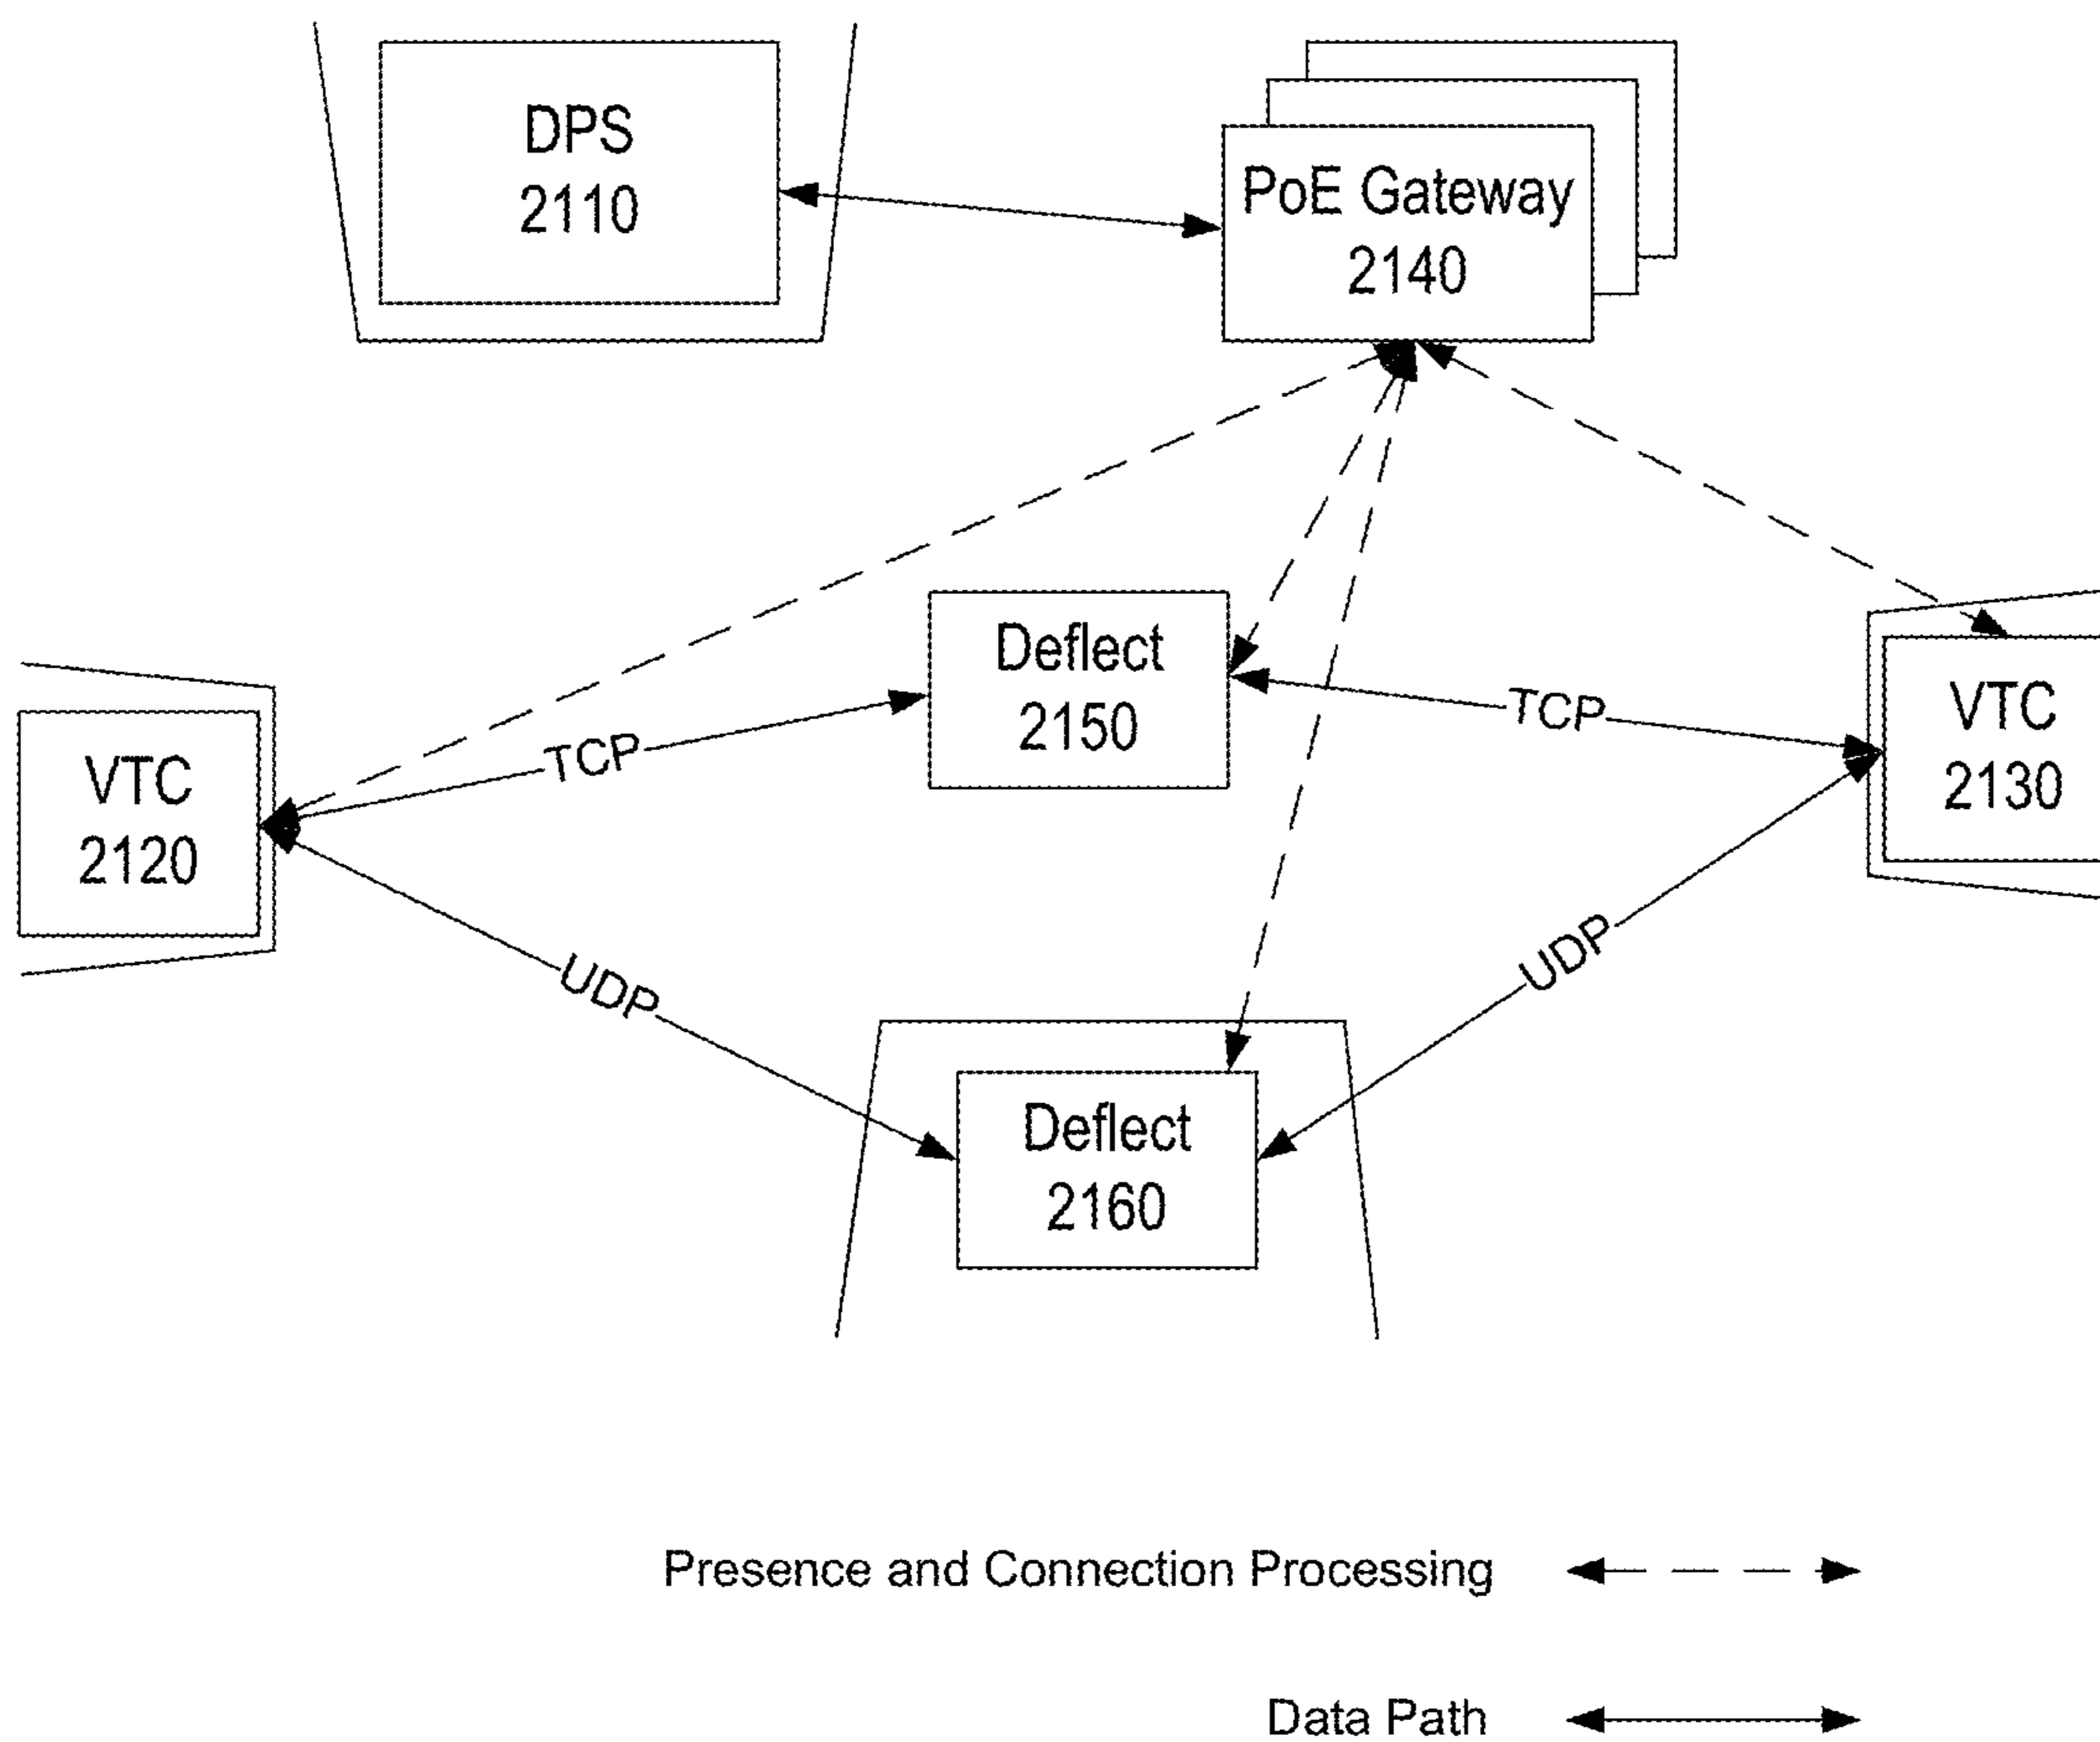 DPS
2110
PoE Gateway
2140
Deflect
2150
TCP
TCP
VTC
2120
VTC
2130
UDP
UDP
Deflect
2160
Presence and Connection Processing
Data Path